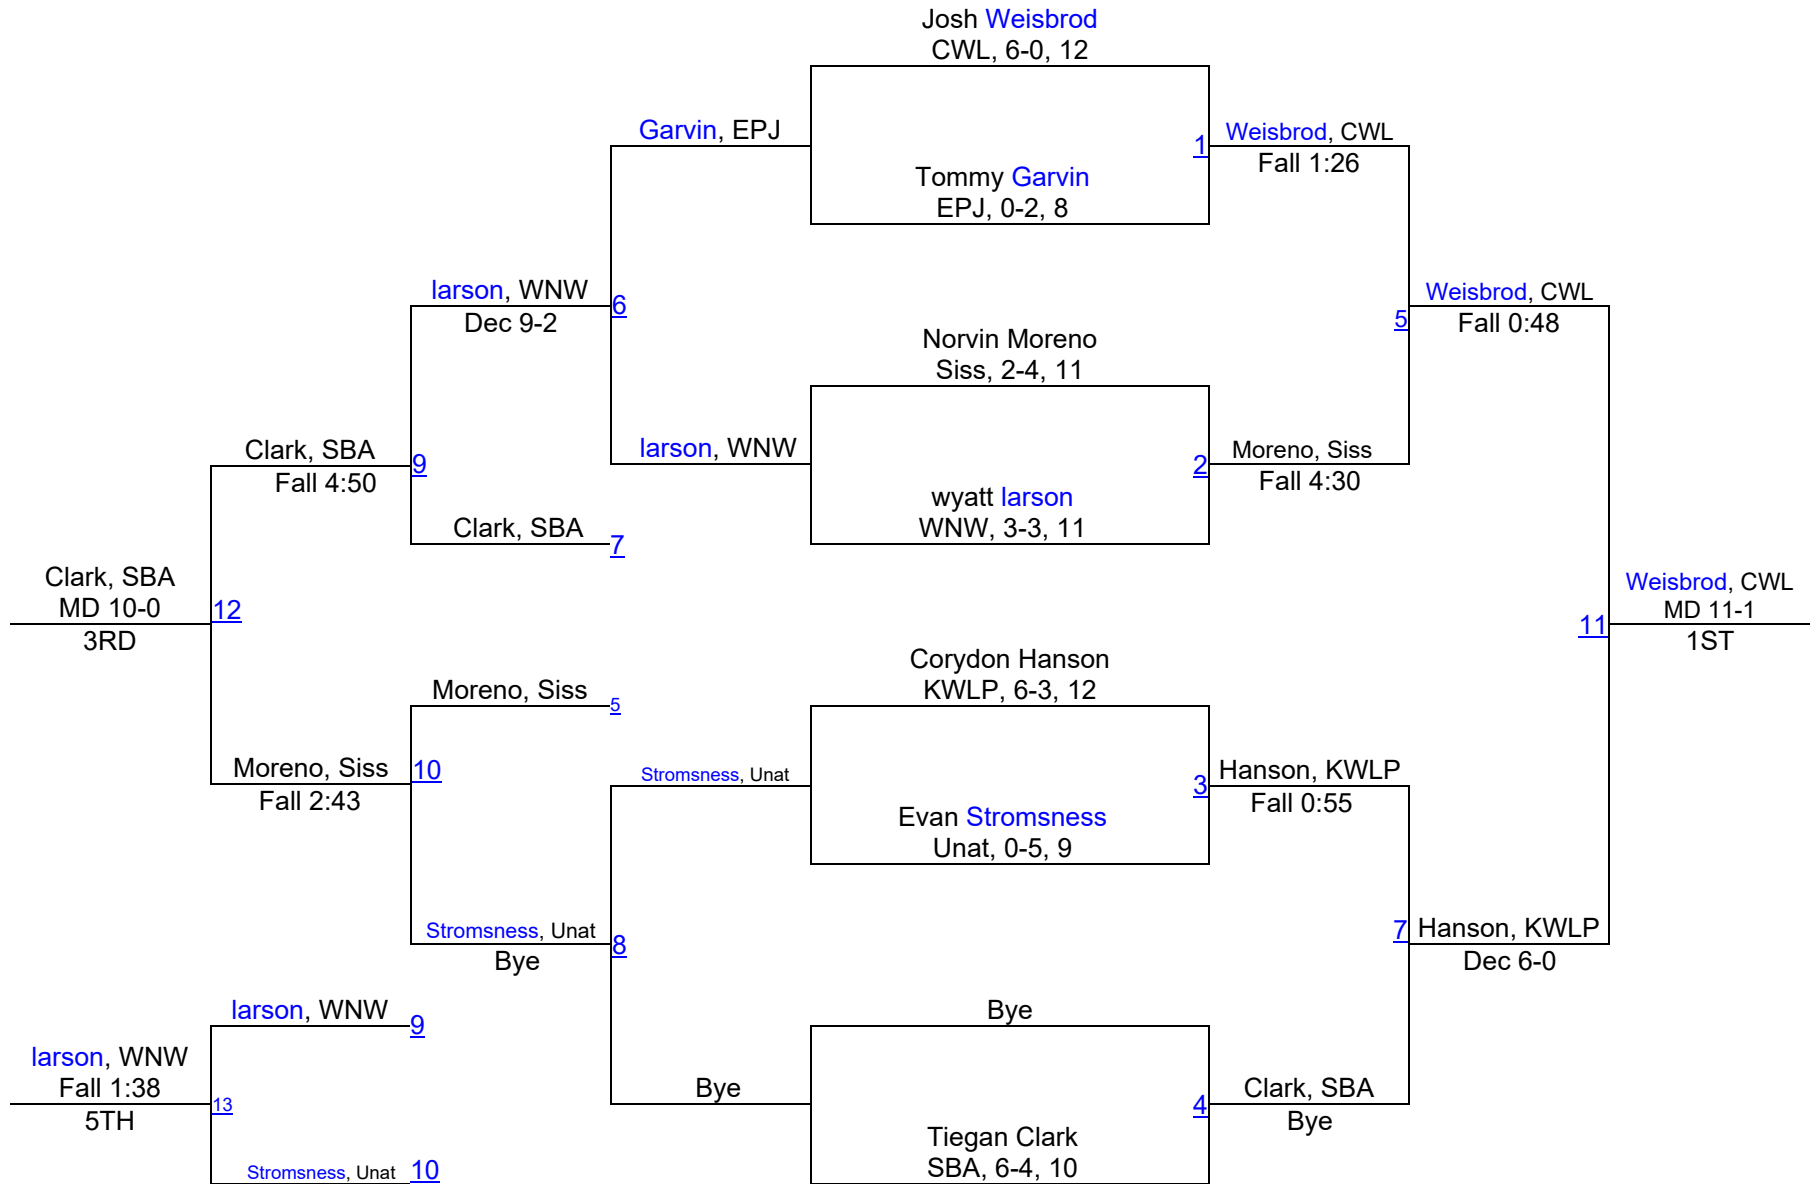 Josh Weisbrod
CWL, 6-0, 12
Garvin, EPJ
1
Weisbrod, CWL
Fall 1:26
Tommy Garvin
EPJ, 0-2, 8
larson, WNW
Dec 9-2
6
Weisbrod, CWL
Fall 0:48
5
Norvin Moreno
Siss, 2-4, 11
Clark, SBA
Fall 4:50
9
larson, WNW
2
Moreno, Siss
Fall 4:30
wyatt larson
WNW, 3-3, 11
Clark, SBA
7
Clark, SBA
MD 10-0
3RD
12
11
Weisbrod, CWL
MD 11-1
1ST
Corydon Hanson
KWLP, 6-3, 12
Moreno, Siss
5
Moreno, Siss
Fall 2:43
10
Stromsness, Unat
3
Hanson, KWLP
Fall 0:55
Evan Stromsness
Unat, 0-5, 9
Stromsness, Unat
Bye
8
7
Hanson, KWLP
Dec 6-0
larson, WNW
9
Bye
larson, WNW
Fall 1:38
5TH
13
Bye
4
Clark, SBA
Bye
Tiegan Clark
SBA, 6-4, 10
Stromsness, Unat
10